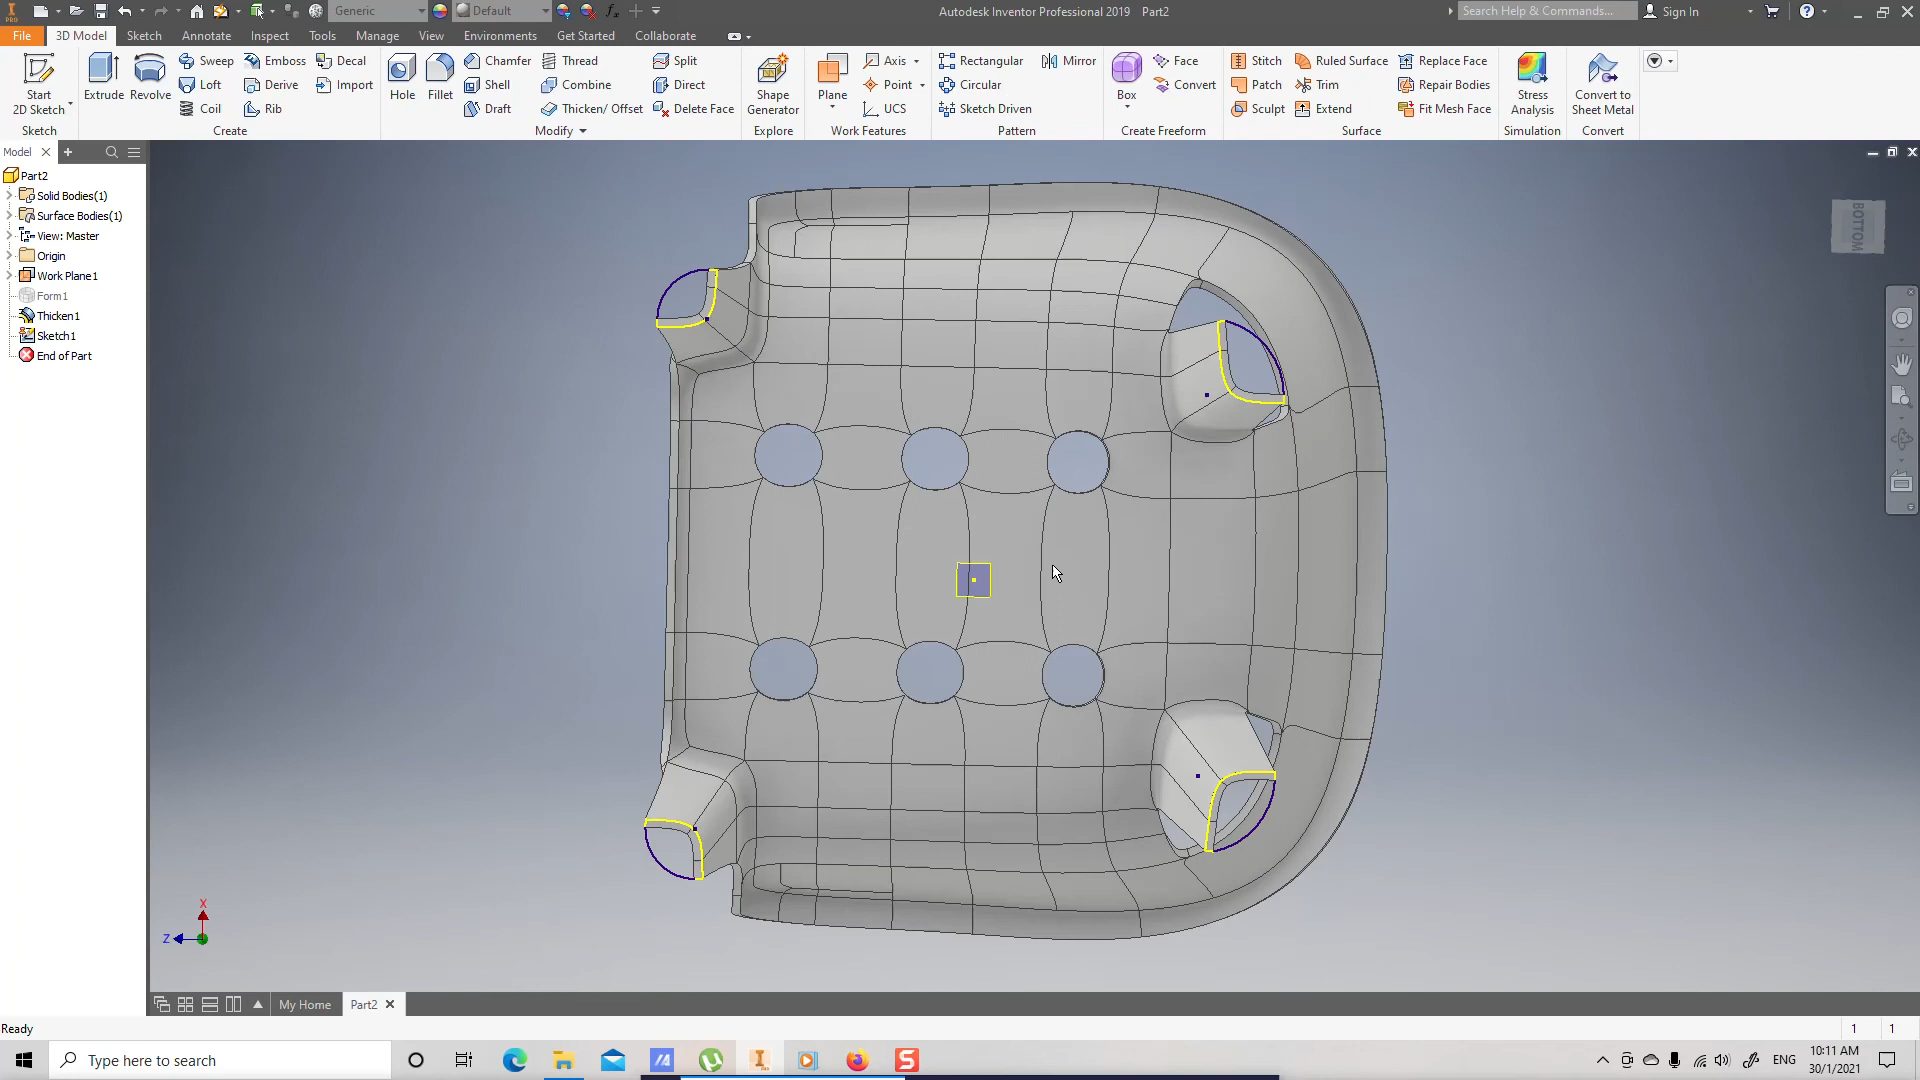 Generic
Default
Autodesk Inventor Professional 2019 Part2
Search Help & Commands...
Sign In
PRO
File
3D Model
Sketch
Annotate
Inspect
Tools
Manage
View
Environments
Get Started
Collaborate
Start
2D Sketch
Sketch
Extrude
Revolve
Sweep
Emboss
Decal
Loft
Derive
Import
Coil
Rib
Create
Hole
Fillet
Chamfer
Thread
Split
Shell
Combine
Direct
Draft
Thicken/ Offset
Delete Face
Modify
Shape
Generator
Explore
Plane
Axis
Point
UCS
Work Features
Rectangular
Mirror
Circular
Sketch Driven
Pattern
Box
Face
Convert
Create Freeform
Stitch
Ruled Surface
Replace Face
Patch
Trim
Repair Bodies
Sculpt
Extend
Fit Mesh Face
Surface
Stress
Analysis
Simulation
Convert to
Sheet Metal
Convert
Model
Part2
Solid Bodies(1)
Surface Bodies(1)
View: Master
Origin
Work Plane1
Form1
Thicken1
Sketch1
End of Part
BOTTOM
X
Z
My Home
Part2
Ready
1 1
Type here to search
ENG
10:11 AM
30/1/2021